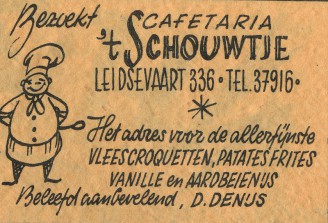 Bezoekt CAFETARIA
't SCHOUWTJE
LEIDSEVAART 336 • TEL. 37916 •
Het adres voor de allerfijnste
VLEESCROQUETTEN, PATATES FRITES
VANILLE en AARDBEIENIJS
Beleefd aanbevelend, D. DENIJS